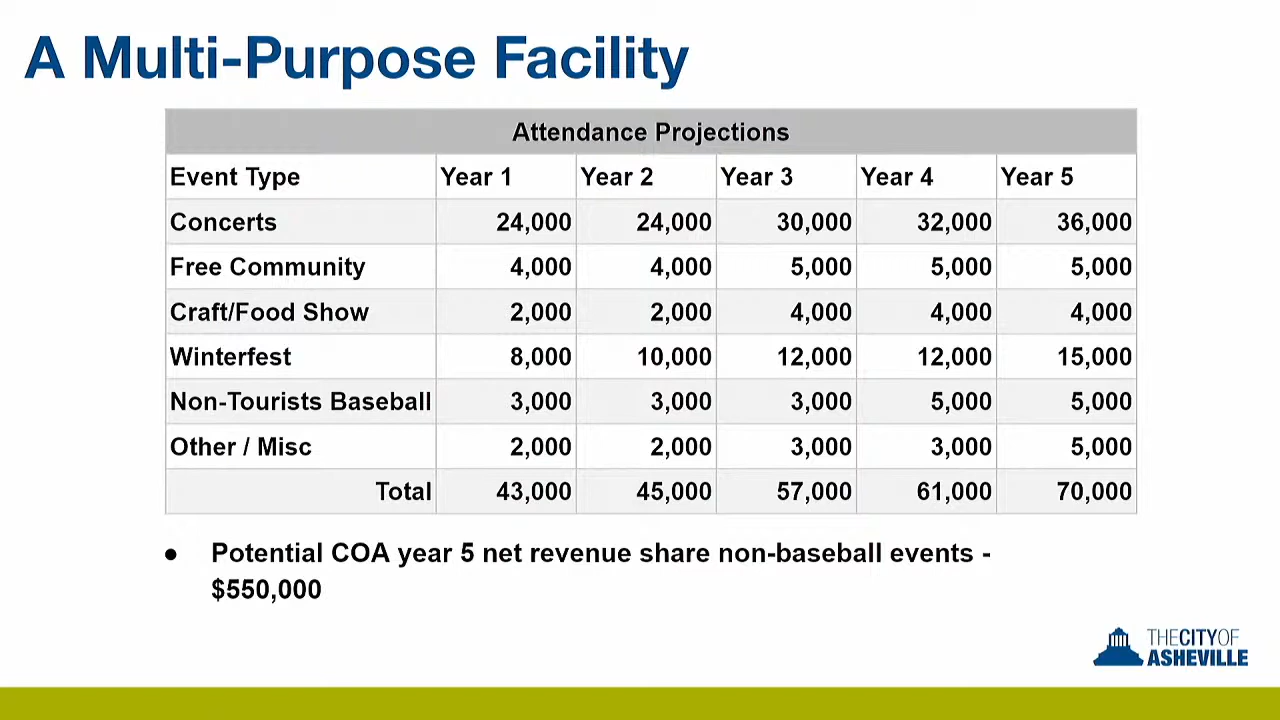 A Multi-Purpose Facility
Attendance Projections
Event Type Year 1 Year 2 Year 3 Year 4 Year 5
Concerts 24,000 24,000 30,000 32,000 36,000
Free Community 4,000 4,000 5,000 5,000 5,000
Craft/Food Show 2,000 2,000 4,000 4,000 4,000
Winterfest 8,000 10,000 12,000 12,000 15,000
Non-Tourists Baseball 3,000 3,000 3,000 5,000 5,000
Other / Misc 2,000 2,000 3,000 3,000 5,000
Total 43,000 45,000 57,000 61,000 70,000
● Potential COA year 5 net revenue share non-baseball events -
$550,000
THE CITY OF
ASHEVILLE